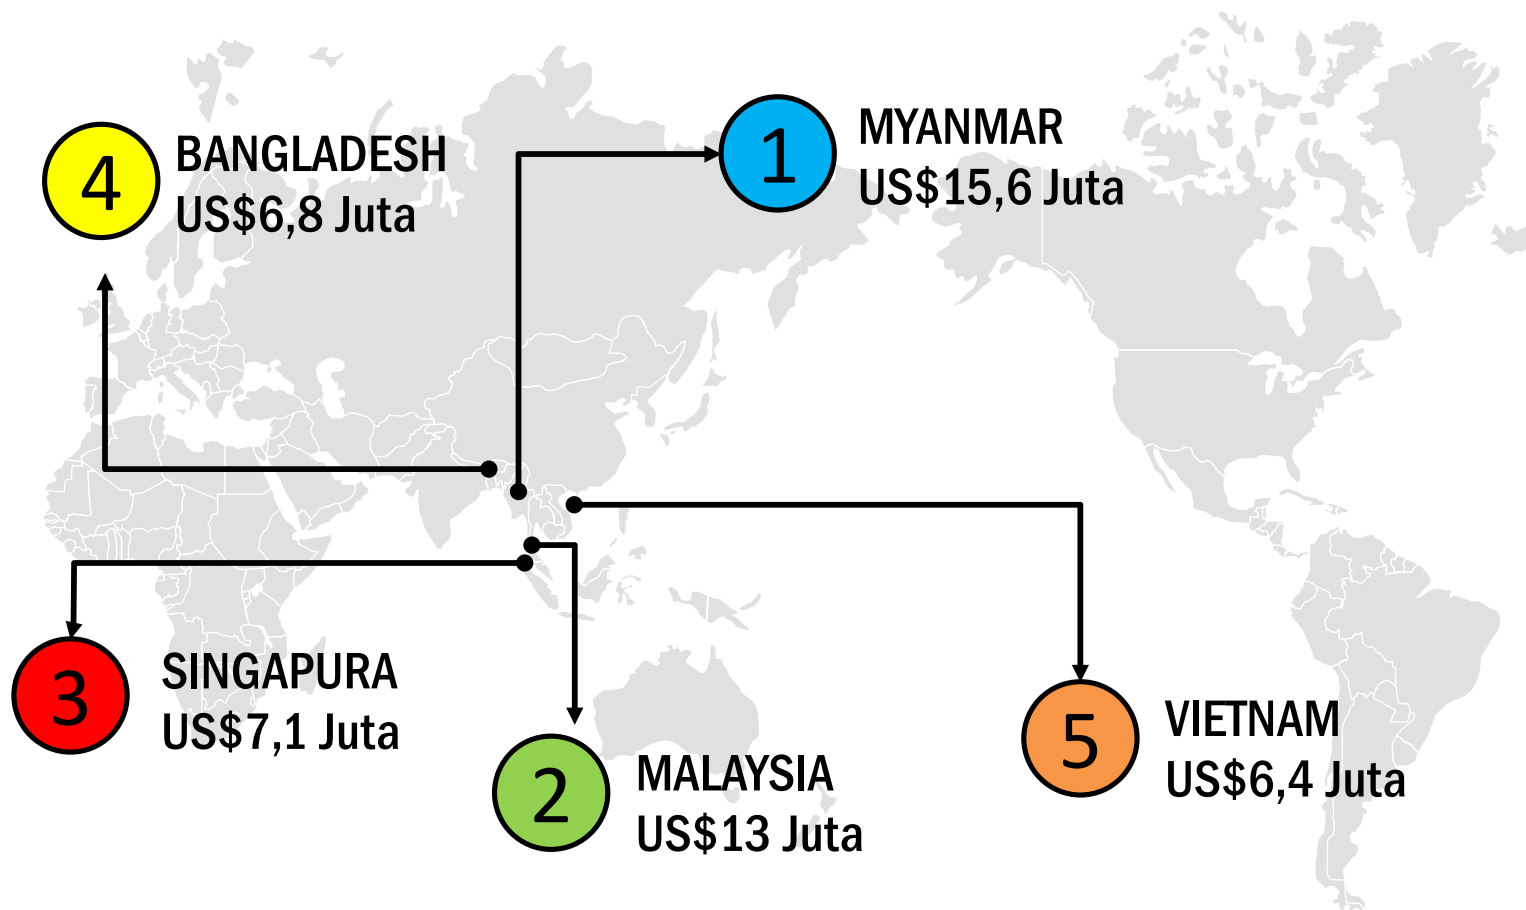 1
MYANMAR
US$15,6 Juta
4
BANGLADESH
US$6,8 Juta
3
SINGAPURA
US$7,1 Juta
2
MALAYSIA
US$13 Juta
5
VIETNAM
US$6,4 Juta